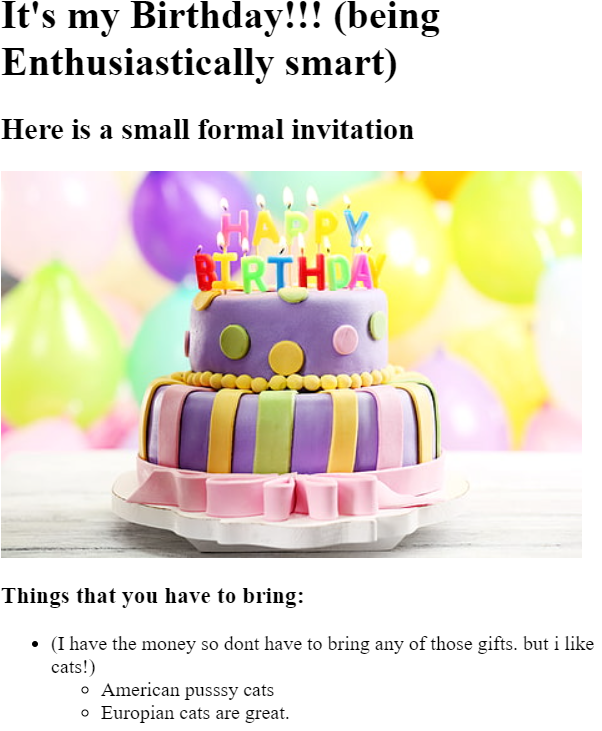 It's my Birthday!!! (being
Enthusiastically smart)
Here is a small formal invitation
HAPPY
BIRTHDAY
Things that you have to bring:
(I have the money so dont have to bring any of those gifts. but i like
cats!)
American pusssy cats
Europian cats are great.